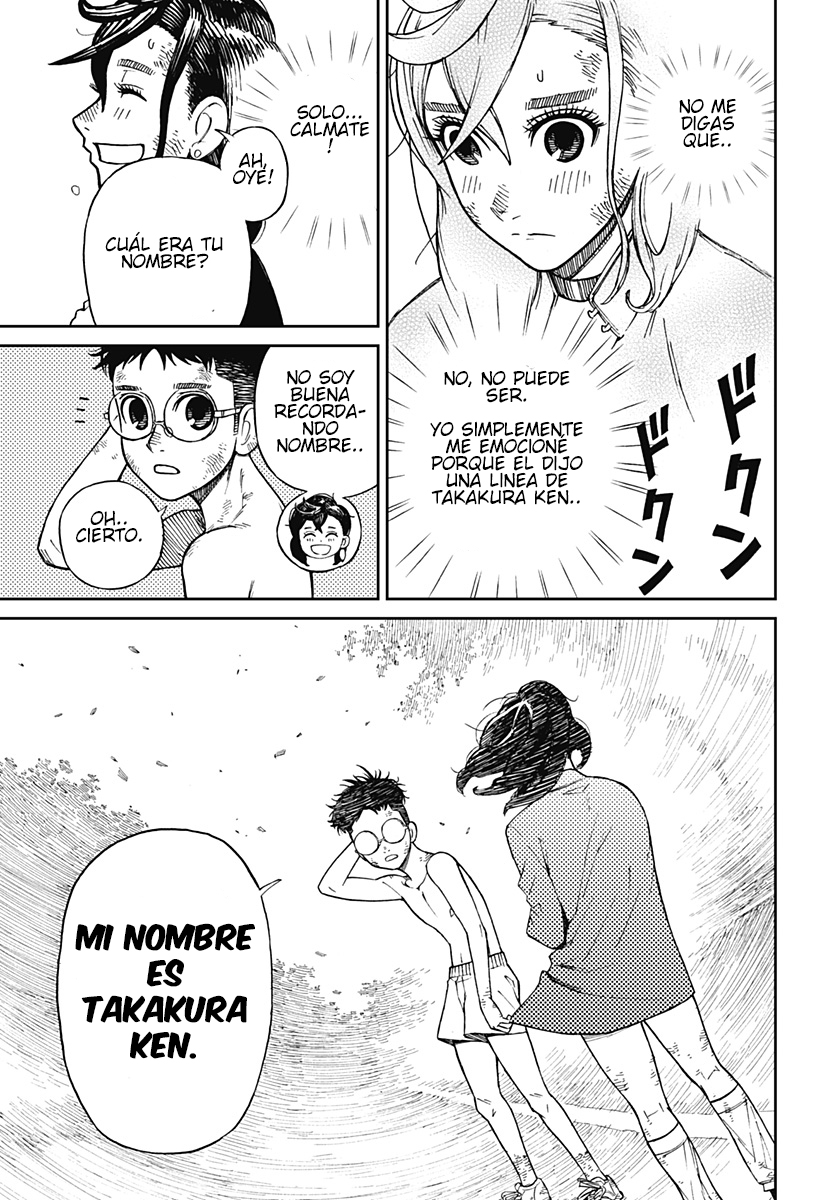 NO ME
DIGAS
QUE..
NO, NO PUEDE
SER.
YO SIMPLEMENTE
ME EMOCIONÉ
PORQUE EL DIJO
UNA LINEA DE
TAKAKURA KEN..
ドクン
ドクン
SOLO...
CALMATE
!
AH,
OYE!
CUÁL ERA TU
NOMBRE?
NO SOY
BUENA
RECORDA-
NDO
NOMBRE..
OH..
CIERTO.
MI NOMBRE
ES
TAKAKURA
KEN.